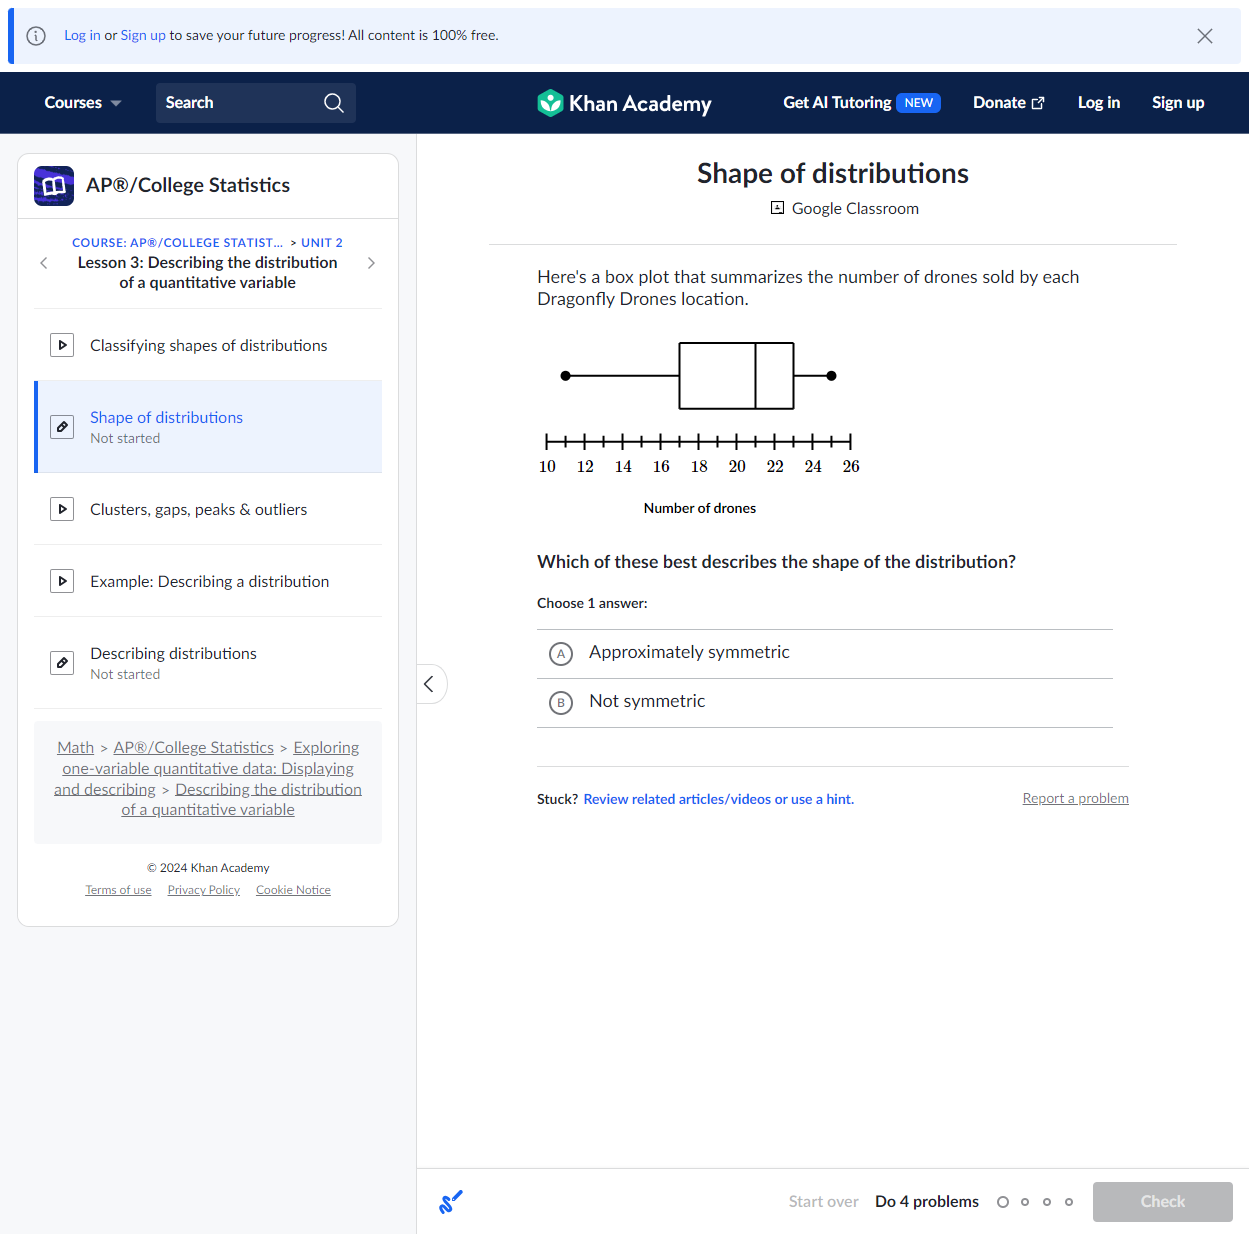 Log in or Sign up to save your future progress! All content is 100% free.
Courses
Search
Khan Academy
Get AI Tutoring NEW
Donate
Log in
Sign up
AP®/College Statistics
COURSE: AP®/COLLEGE STATIST... > UNIT 2
Lesson 3: Describing the distribution
of a quantitative variable
Classifying shapes of distributions
Shape of distributions
Not started
Clusters, gaps, peaks & outliers
Example: Describing a distribution
Describing distributions
Not started
Math > AP®/College Statistics > Exploring
one-variable quantitative data: Displaying
and describing > Describing the distribution
of a quantitative variable
© 2024 Khan Academy
Terms of use Privacy Policy Cookie Notice
Shape of distributions
Google Classroom
Here's a box plot that summarizes the number of drones sold by each
Dragonfly Drones location.
10 12 14 16 18 20 22 24 26
Number of drones
Which of these best describes the shape of the distribution?
Choose 1 answer:
A Approximately symmetric
B Not symmetric
Stuck? Review related articles/videos or use a hint.
Report a problem
Start over
Do 4 problems
Check